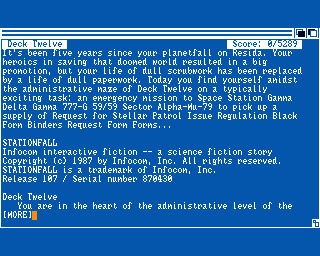 Deck Twelve Score: 0/5289
It's been five years since your planetfall on Resida. Your
heroics in saving that doomed world resulted in a big
promotion, but your life of dull scrubwork has been replaced
by a life of dull paperwork. Today you find yourself amidst
the administrative maze of Deck Twelve on a typically
exciting task: an emergency mission to Space Station Gamma
Delta Gamma 777-G 59/59 Sector Alpha-Mu-79 to pick up a
supply of Request for Stellar Patrol Issue Regulation Black
Form Binders Request Form Forms...
STATIONFALL
Infocom interactive fiction -- a science fiction story
Copyright (c) 1987 by Infocom, Inc. All rights reserved.
STATIONFALL is a trademark of Infocom, Inc.
Release 107 / Serial number 870430
Deck Twelve
You are in the heart of the administrative level of the
[MORE]